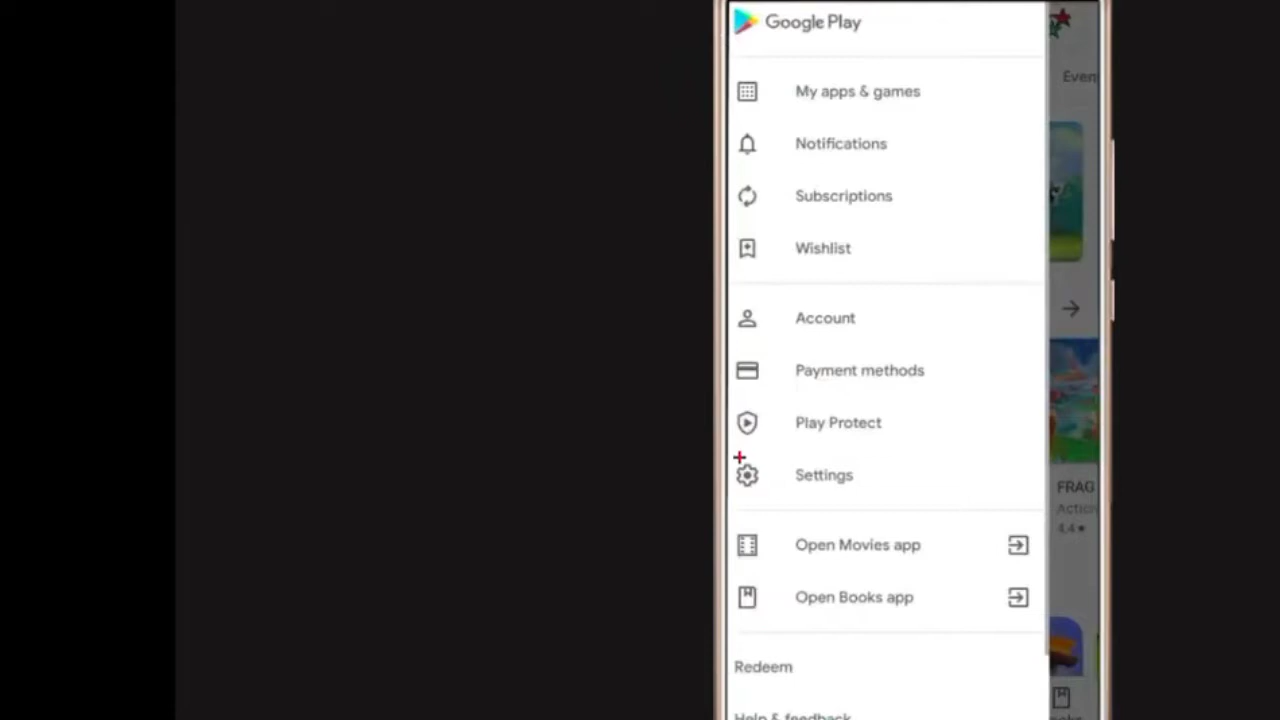 Google Play
Even
My apps & games
Notifications
Subscriptions
Wishlist
Account
Payment methods
Play Protect
Settings
FRAG
Action
4.4★
Open Movies app
Open Books app
Redeem
Help & feedback